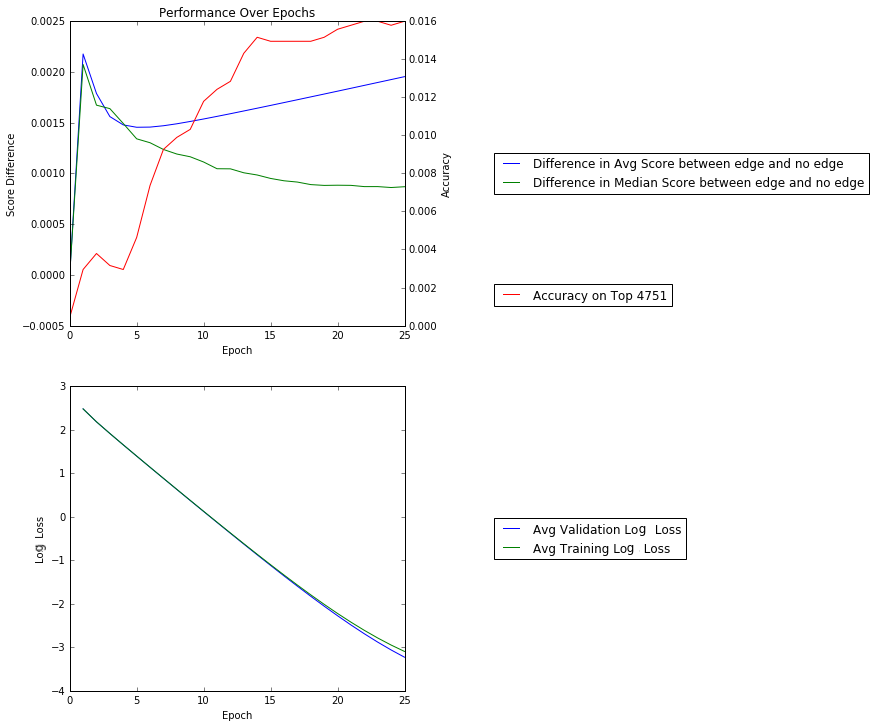 Performance Over Epochs
0.0025
0.0020
0.0015
0.0010
0.0005
0.0000
−0.0005
Score Difference
0.016
0.014
0.012
0.010
0.008
0.006
0.004
0.002
0.000
Accuracy
0 5 10 15 20 25
Epoch
Difference in Avg Score between edge and no edge
Difference in Median Score between edge and no edge
Accuracy on Top 4751
3
2
1
0
−1
−2
−3
−4
Log Loss
0 5 10 15 20 25
Epoch
Avg Validation Log Loss
Avg Training Log Loss